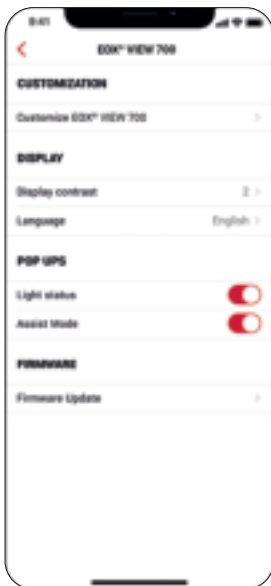 9:41
EOX® VIEW 700
CUSTOMIZATION
Customize EOX® VIEW 700
DISPLAY
Display contrast 2
Language English
POP UPS
Light status
Assist Mode
FIRMWARE
Firmware Update